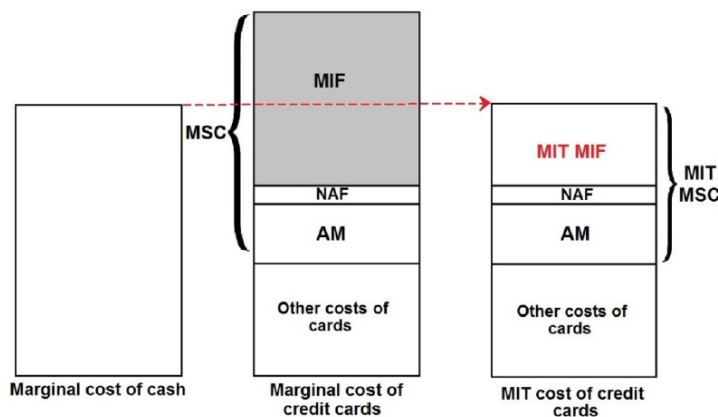 MSC
MIF
NAF
AM
Other costs of
cards
MIT MIF
NAF
AM
Other costs of
cards
MIT
MSC
Marginal cost of cash
Marginal cost of
credit cards
MIT cost of credit
cards